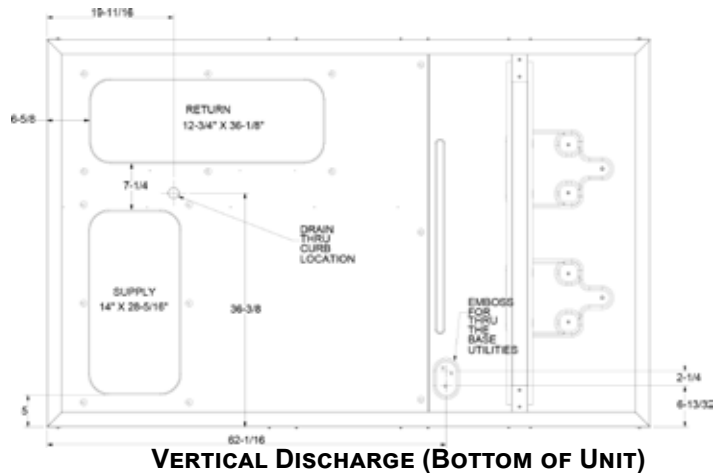 19-11/16
RETURN
12-3/4" X 36-1/8"
6-5/8
7-1/4
DRAIN
THRU
CURB
LOCATION
SUPPLY
14" X 28-5/16"
36-3/8
EMBOSS
FOR
THRU
THE
BASE
UTILITIES
2-1/4
6-13/32
5
62-1/16
VERTICAL DISCHARGE (BOTTOM OF UNIT)